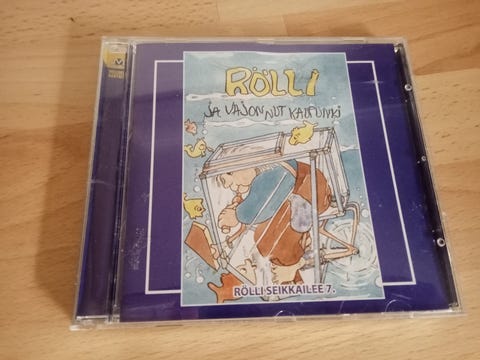 RÖLLI
ja VAJONNUT KAUPUNKI
RÖLLI SEIKKAILEE 7.